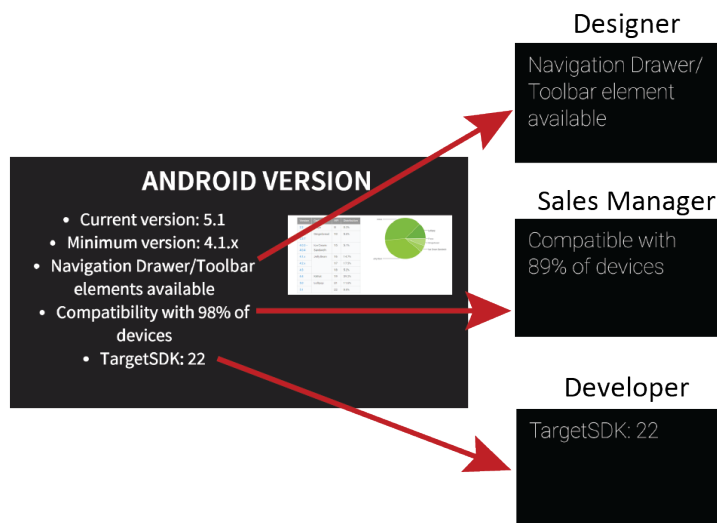 Designer
Navigation Drawer/
Toolbar element
available
ANDROID VERSION
• Current version: 5.1
• Minimum version: 4.1.x
• Navigation Drawer/Toolbar
elements available
• Compatibility with 98% of
devices
• TargetSDK: 22
Sales Manager
Compatible with
89% of devices
Developer
TargetSDK: 22